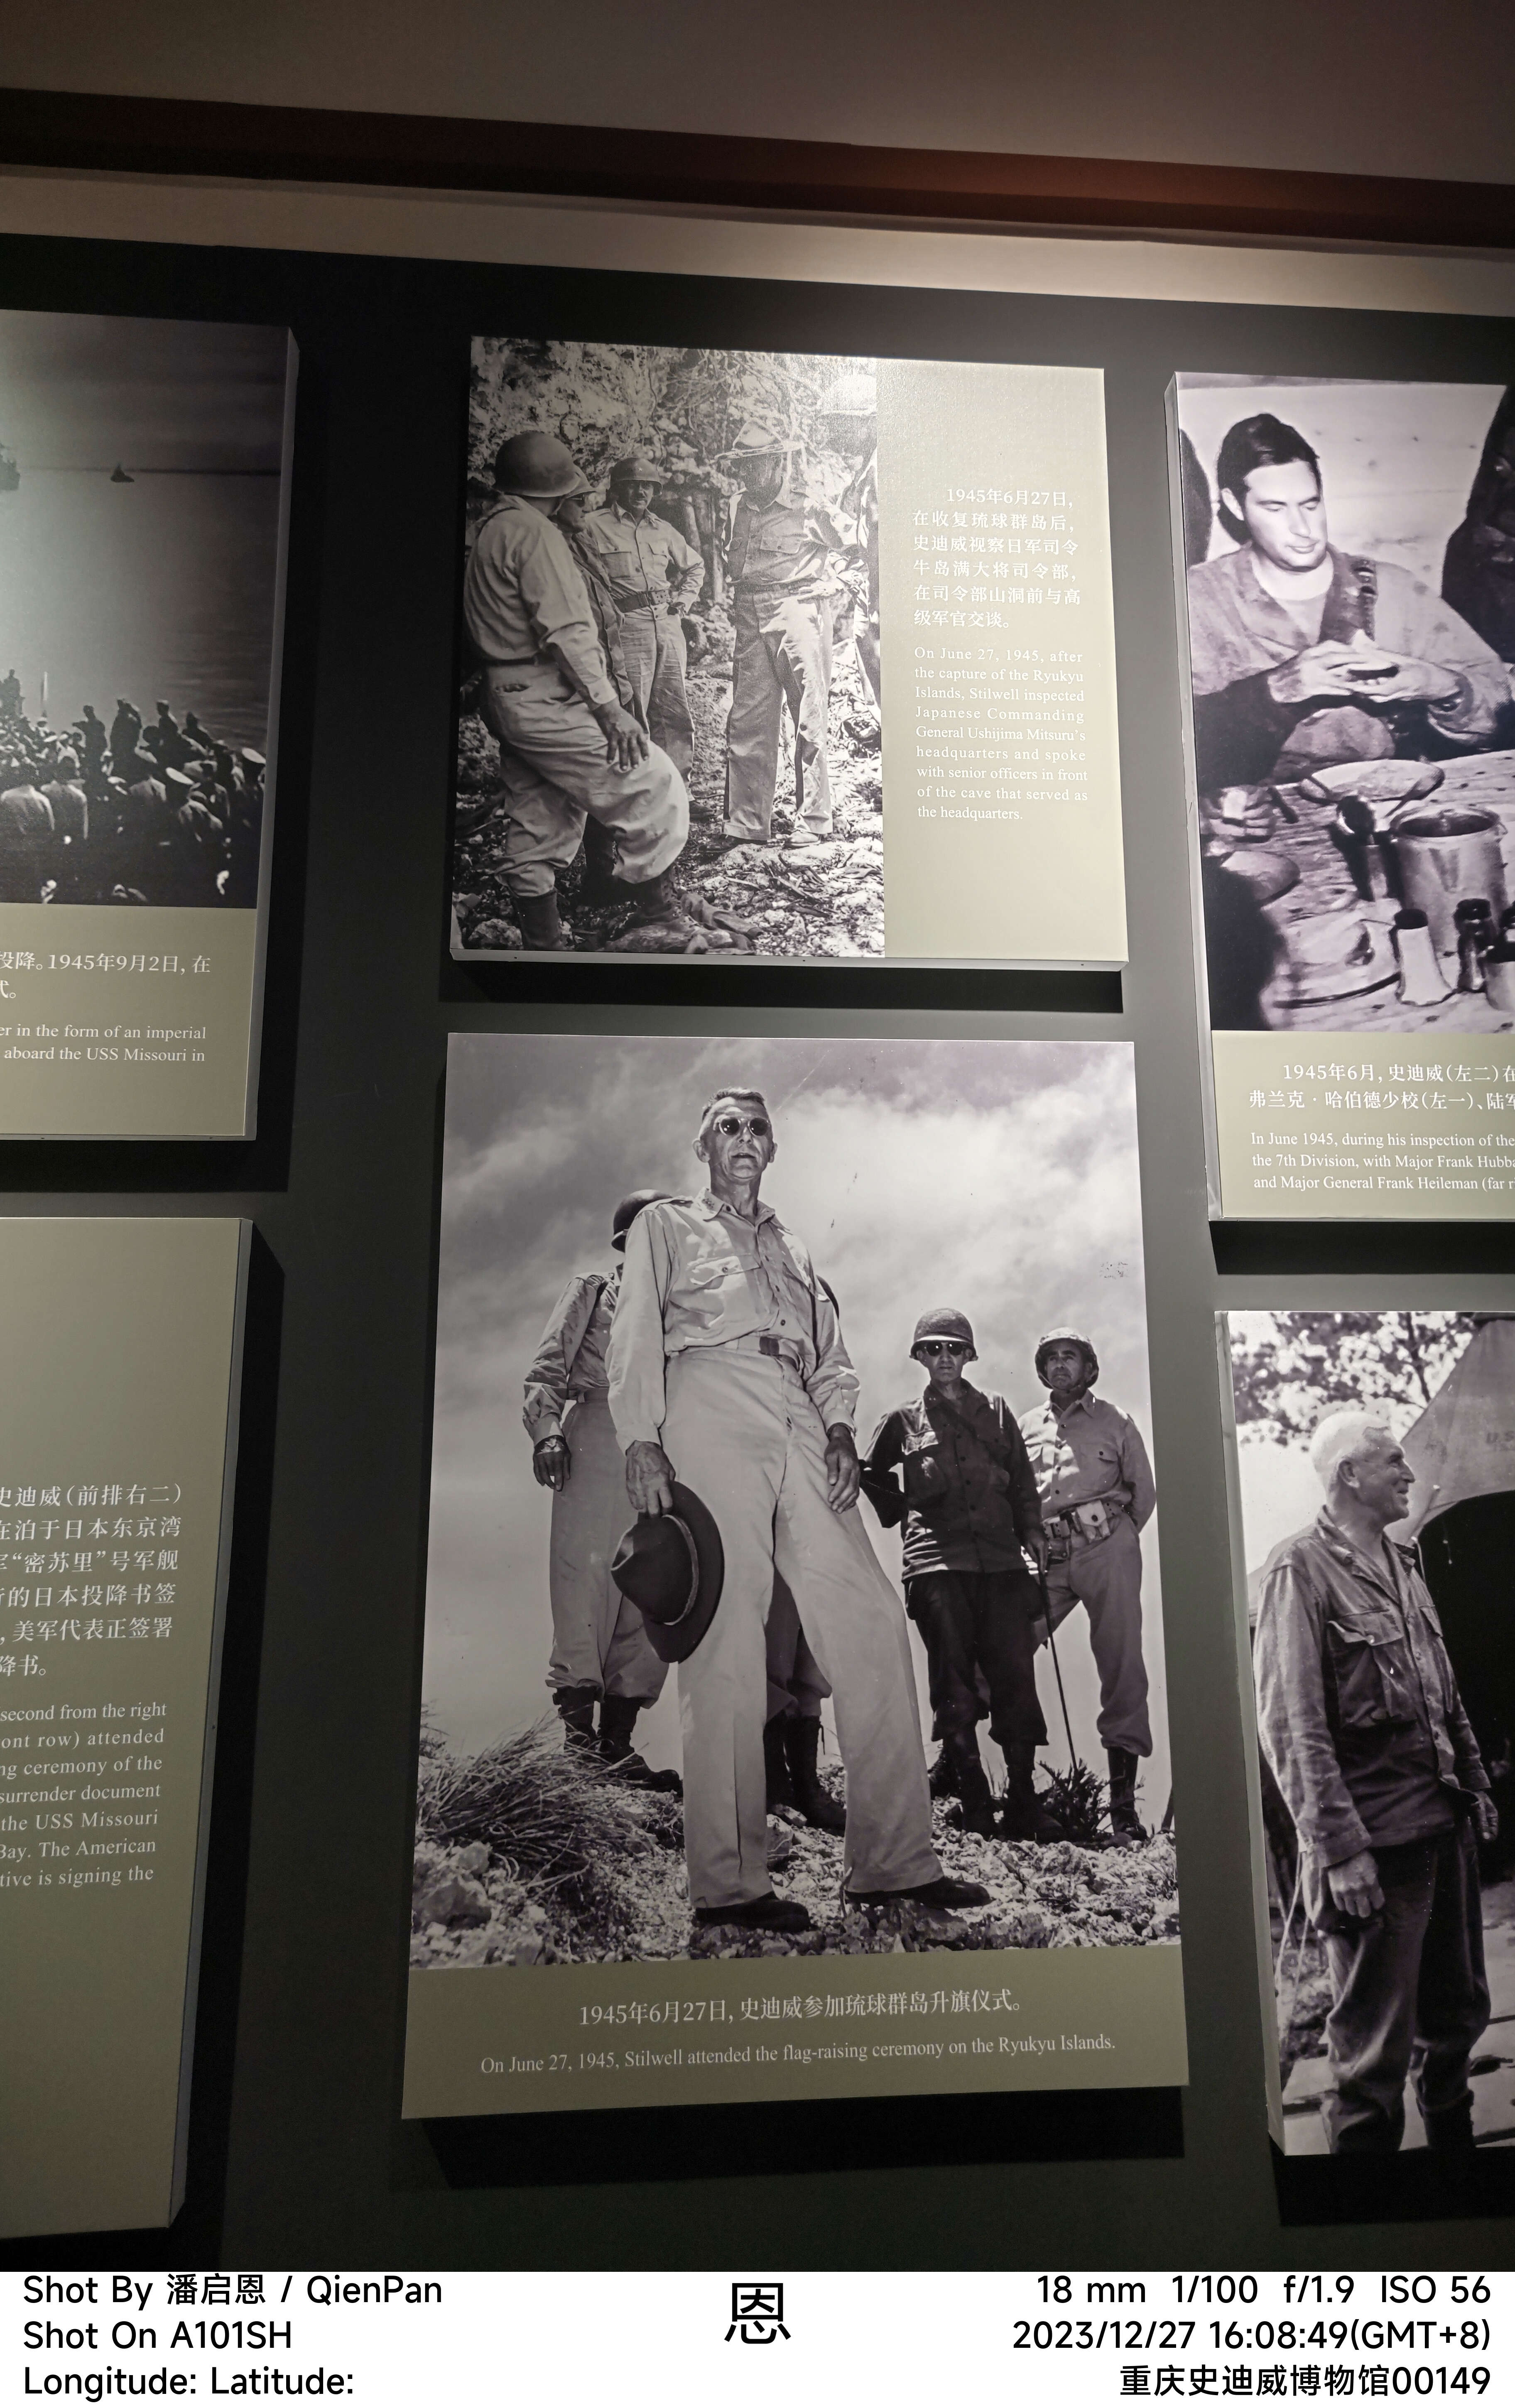 投降。1945年9月2日，在
式。
er in the form of an imperial
aboard the USS Missouri in
1945年6月27日，
在收复琉球群岛后，
史迪威视察日军司令
牛岛满大将司令部，
在司令部山洞前与高
级军官交谈。
On June 27, 1945, after
the capture of the Ryukyu
Islands, Stilwell inspected
Japanese Commanding
General Ushijima Mitsuru's
headquarters and spoke
with senior officers in front
of the cave that served as
the headquarters.
1945年6月，史迪威（左二）在
弗兰克·哈伯德少校（左一）、陆军
In June 1945, during his inspection of the
the 7th Division, with Major Frank Hubba
and Major General Frank Heileman (far r
史迪威（前排右二）
在泊于日本东京湾
军“密苏里”号军舰
行的日本投降书签
，美军代表正签署
降书。
second from the right
ont row) attended
ng ceremony of the
surrender document
the USS Missouri
Bay. The American
tive is signing the
1945年6月27日，史迪威参加琉球群岛升旗仪式。
On June 27, 1945, Stilwell attended the flag-raising ceremony on the Ryukyu Islands.
Shot By 潘启恩 / QienPan
Shot On A101SH
Longitude: Latitude:
恩
18 mm 1/100 f/1.9 ISO 56
2023/12/27 16:08:49(GMT+8)
重庆史迪威博物馆00149